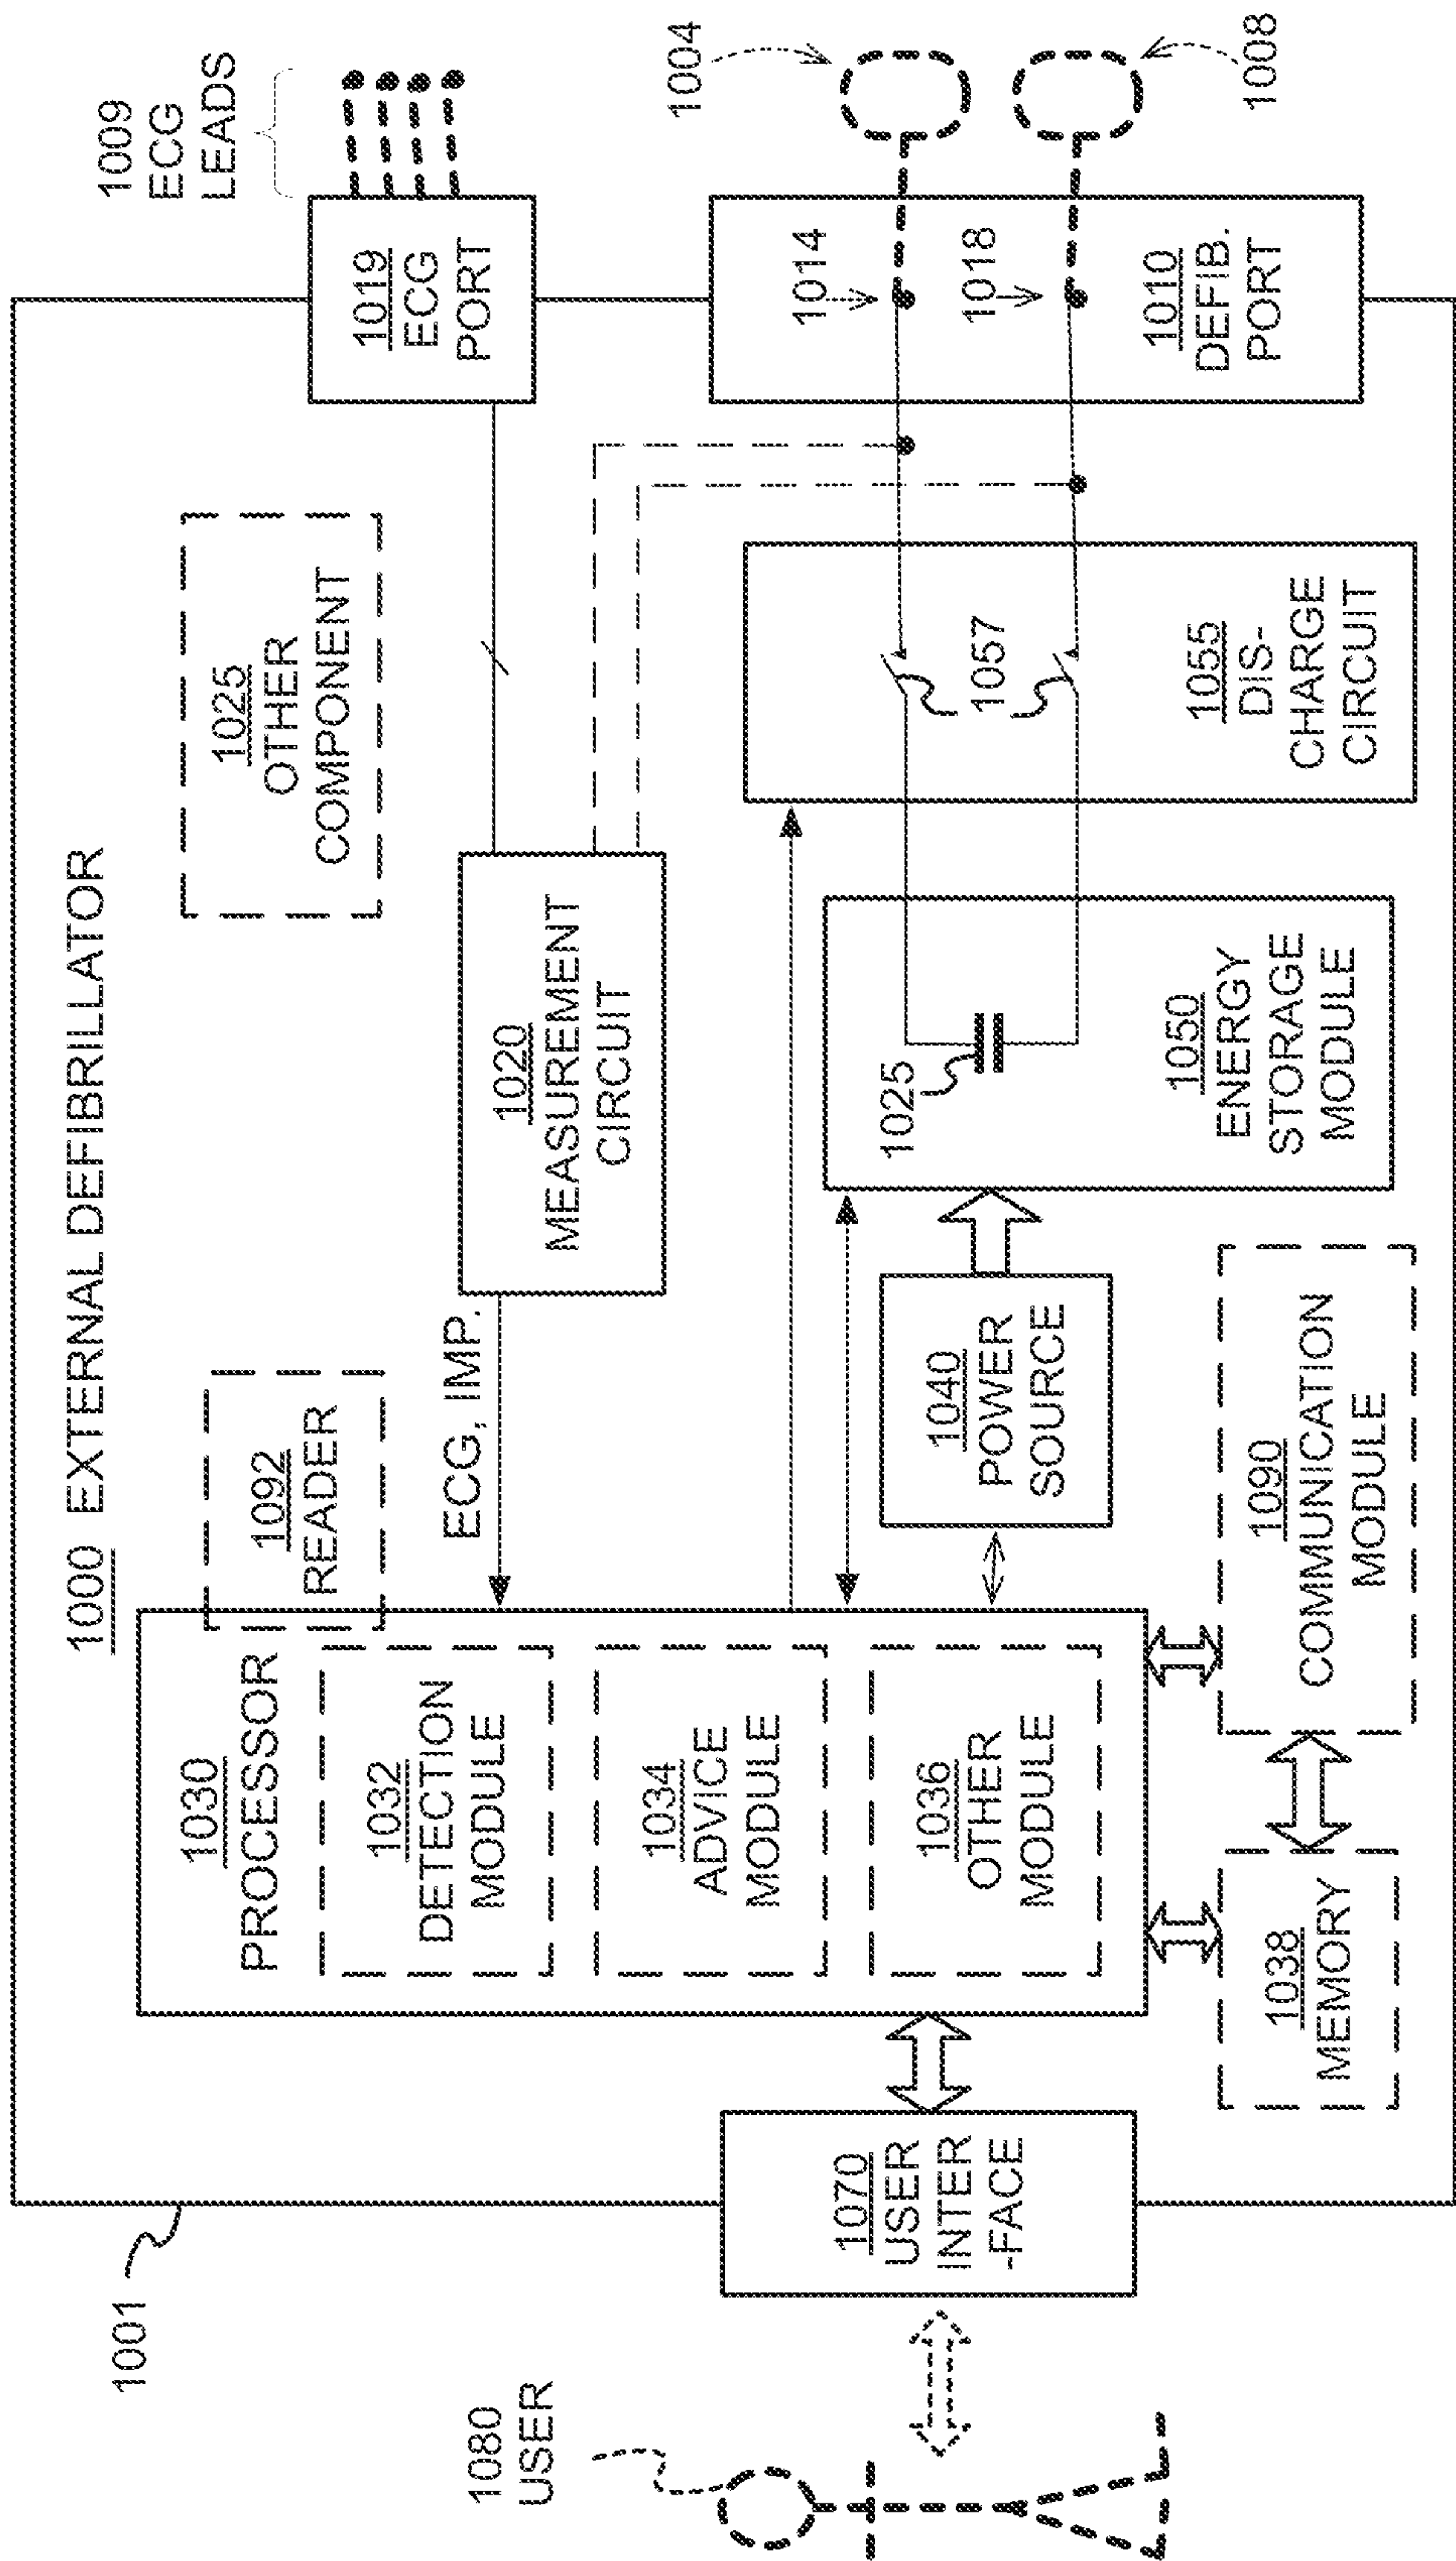 1000 EXTERNAL DEFIBRILLATOR
1001
1080
USER
1070
USER
INTER
-FACE
1030
PROCESSOR
1032
DETECTION
MODULE
1034
ADVICE
MODULE
1036
OTHER
MODULE
1038
MEMORY
1092
READER
ECG, IMP.
1040
POWER
SOURCE
1090
COMMUNICATION
MODULE
1020
MEASUREMENT
CIRCUIT
1025
1050
ENERGY
STORAGE
MODULE
1025
OTHER
COMPONENT
1057
1055
DIS-
CHARGE
CIRCUIT
1019
ECG
PORT
1014
1018
1010
DEFIB.
PORT
1009
ECG
LEADS
1004
1008